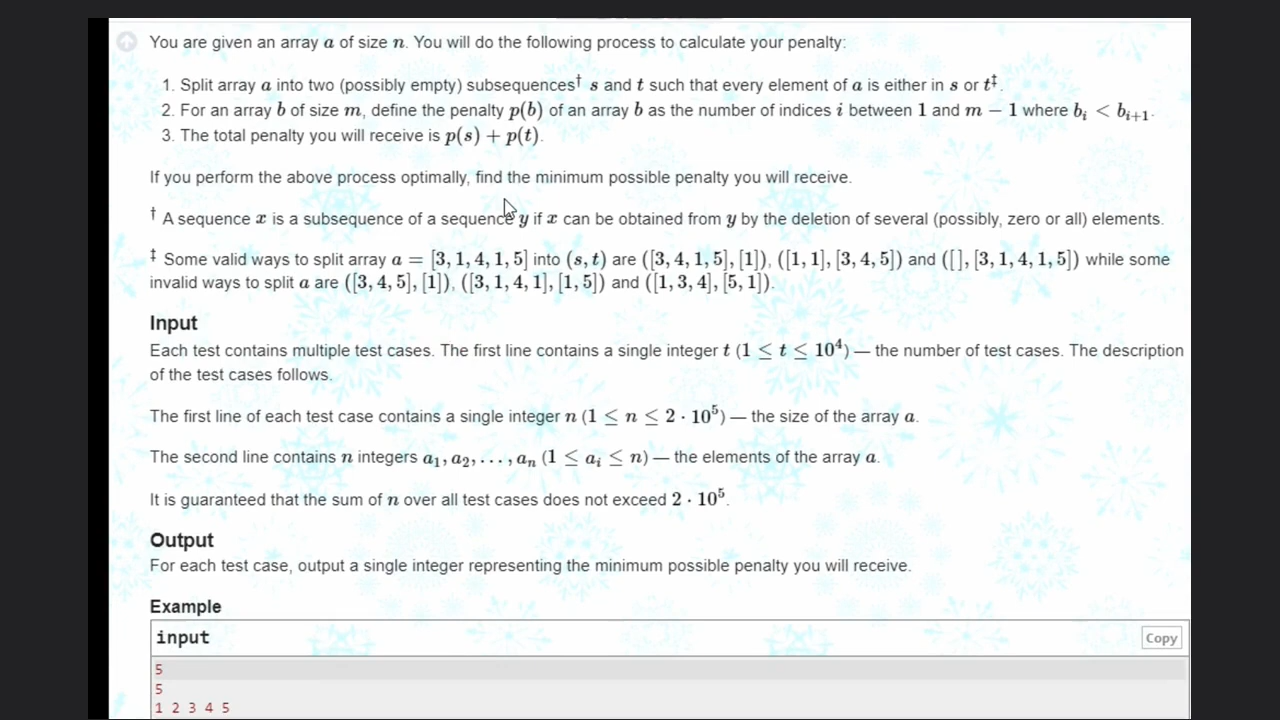 You are given an array a of size n. You will do the following process to calculate your penalty:
1. Split array a into two (possibly empty) subsequences† s and t such that every element of a is either in s or t‡.
2. For an array b of size m, define the penalty p(b) of an array b as the number of indices i between 1 and m − 1 where bᵢ < bᵢ₊₁.
3. The total penalty you will receive is p(s) + p(t).
If you perform the above process optimally, find the minimum possible penalty you will receive.
† A sequence x is a subsequence of a sequence y if x can be obtained from y by the deletion of several (possibly, zero or all) elements.
‡ Some valid ways to split array a = [3, 1, 4, 1, 5] into (s, t) are ([3, 4, 1, 5], [1]), ([1, 1], [3, 4, 5]) and ([ ], [3, 1, 4, 1, 5]) while some
invalid ways to split a are ([3, 4, 5], [1]), ([3, 1, 4, 1], [1, 5]) and ([1, 3, 4], [5, 1]).
Input
Each test contains multiple test cases. The first line contains a single integer t (1 ≤ t ≤ 10⁴) — the number of test cases. The description
of the test cases follows.
The first line of each test case contains a single integer n (1 ≤ n ≤ 2 · 10⁵) — the size of the array a.
The second line contains n integers a₁, a₂, . . . , aₙ (1 ≤ aᵢ ≤ n) — the elements of the array a.
It is guaranteed that the sum of n over all test cases does not exceed 2 · 10⁵.
Output
For each test case, output a single integer representing the minimum possible penalty you will receive.
Example
input
Copy
5
5
1 2 3 4 5